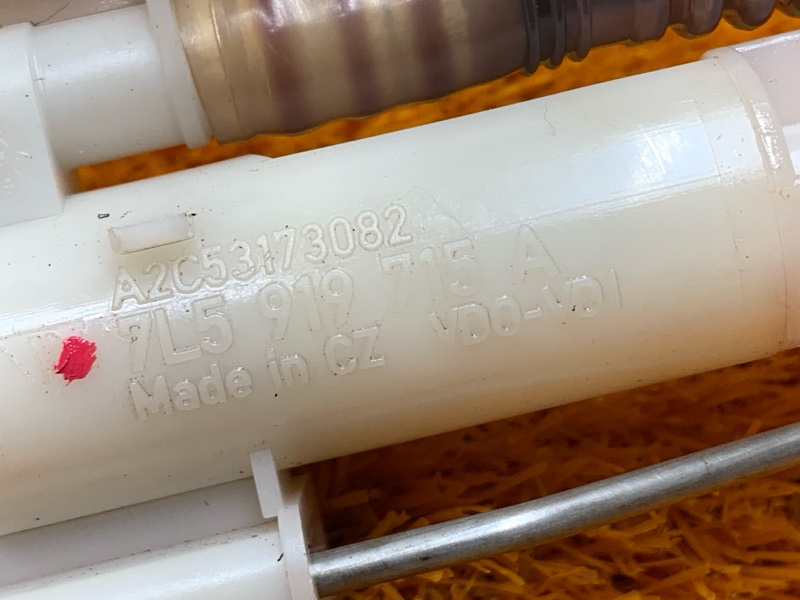 A2C53173082
7L5 919 715 A
Made in CZ VDO-VDI